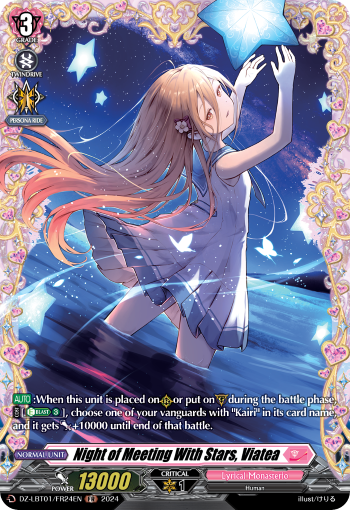 3
GRADE
TWINDRIVE
PERSONA RIDE
AUTO :When this unit is placed on or put on during the battle phase,
COST [ E-BLAST 3 ], choose one of your vanguards with "Kairi" in its card name,
and it gets +10000 until end of that battle.
NORMAL UNIT Night of Meeting With Stars, Viatea
POWER 13000 CRITICAL 1 Lyrical Monasterio
Human
D DZ-LBT01/FR24EN FR 2024 illust/けりる